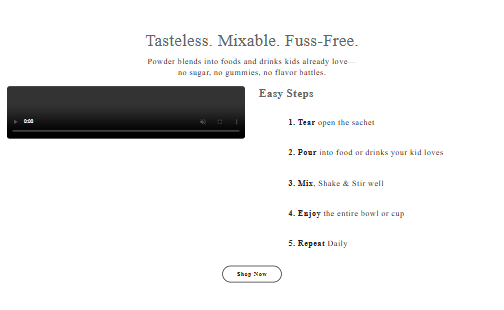 Tasteless. Mixable. Fuss-Free.
Powder blends into foods and drinks kids already love—
no sugar, no gummies, no flavor battles.
Easy Steps
0:00
1. Tear open the sachet
2. Pour into food or drinks your kid loves
3. Mix, Shake & Stir well
4. Enjoy the entire bowl or cup
5. Repeat Daily
Shop Now